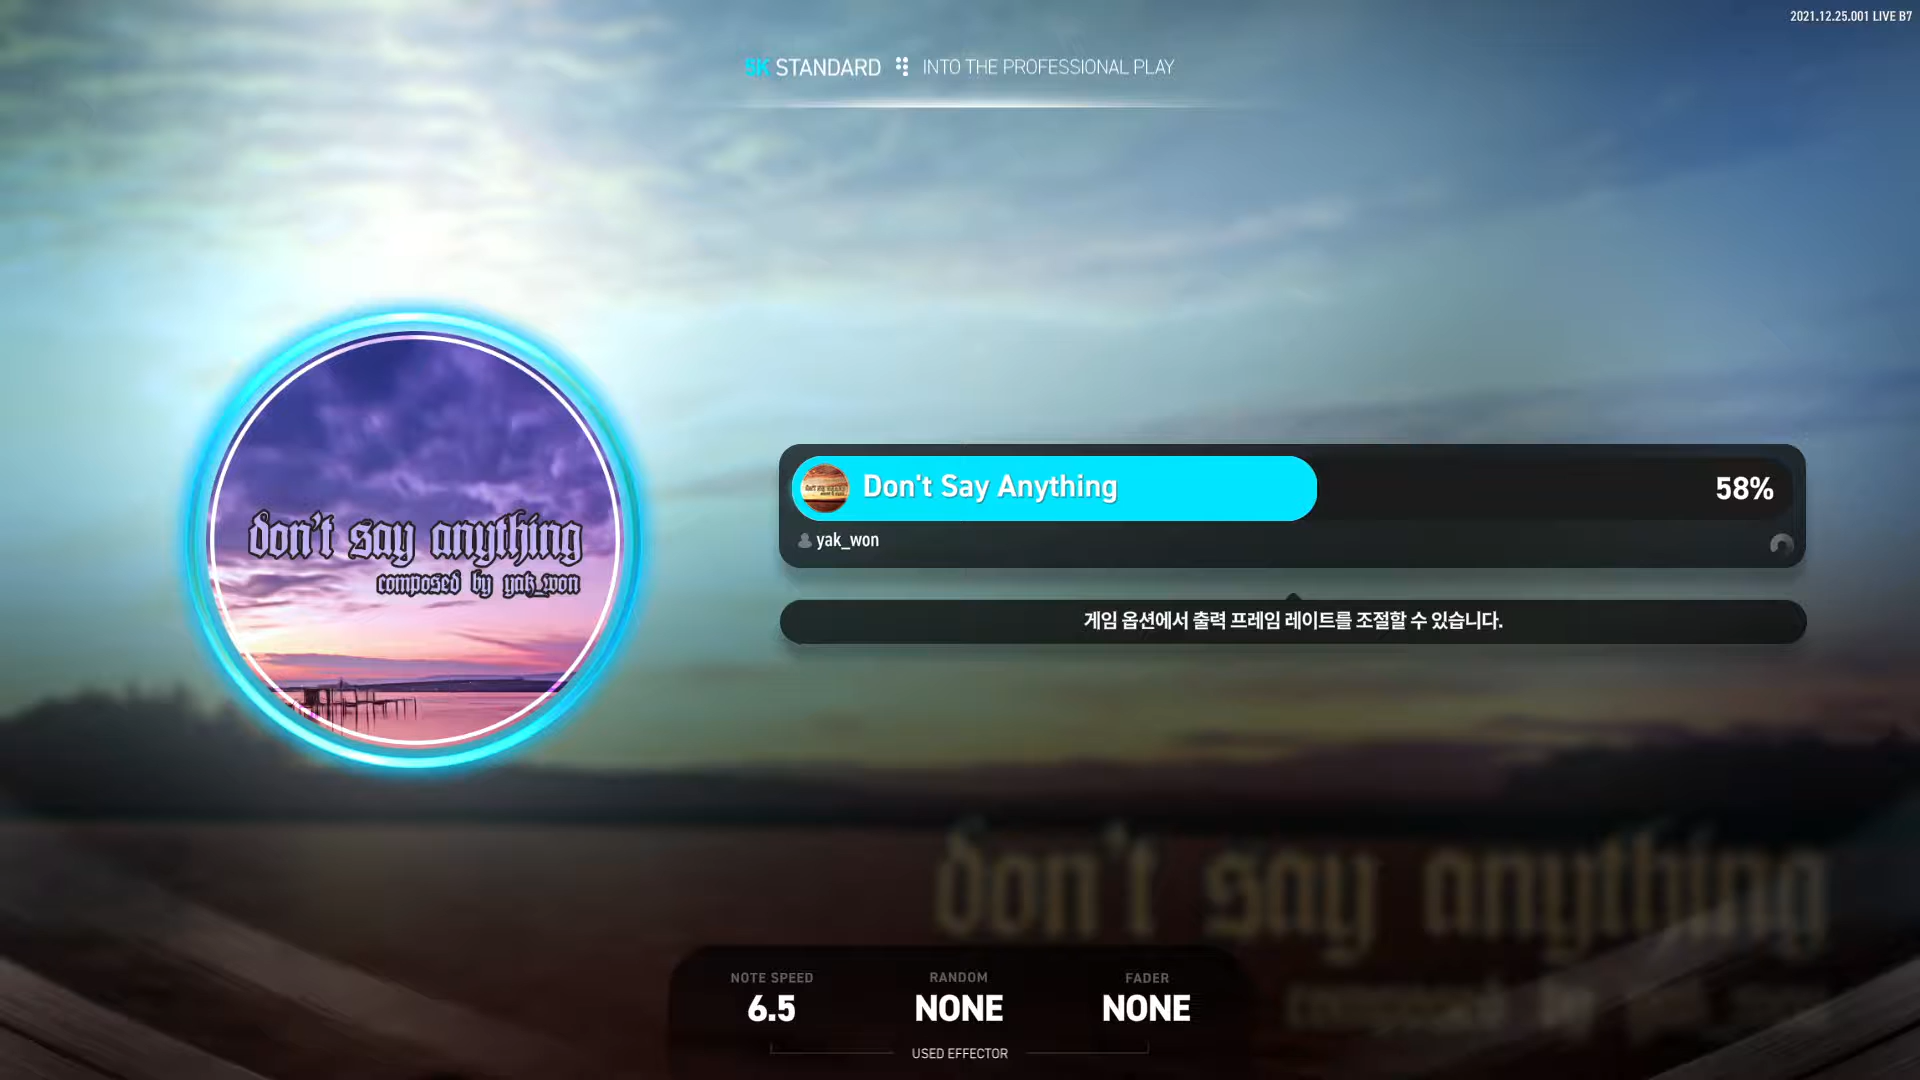 2021.12.25.001 LIVE B7
5K STANDARD INTO THE PROFESSIONAL PLAY
don't say anything
composed by yak_won
Don't Say Anything
58%
yak_won
게임 옵션에서 출력 프레임 레이트를 조절할 수 있습니다.
don't say anything
composed by yak_won
NOTE SPEED
6.5
RANDOM
NONE
FADER
NONE
USED EFFECTOR